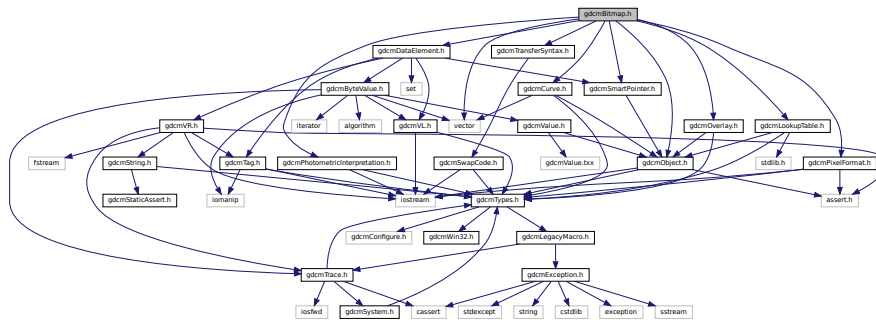 gdcmBitmap.h
gdcmDataElement.h
gdcmTransferSyntax.h
gdcmByteValue.h
set
gdcmCurve.h
gdcmSmartPointer.h
gdcmVR.h
iterator
algorithm
gdcmVL.h
vector
gdcmValue.h
gdcmOverlay.h
gdcmLookupTable.h
fstream
gdcmString.h
gdcmTag.h
gdcmPhotometricInterpretation.h
gdcmSwapCode.h
gdcmValue.txx
gdcmObject.h
stdlib.h
gdcmPixelFormat.h
gdcmStaticAssert.h
iomanip
iostream
gdcmTypes.h
assert.h
gdcmConfigure.h
gdcmWin32.h
gdcmLegacyMacro.h
gdcmTrace.h
gdcmException.h
iosfwd
gdcmSystem.h
cassert
stdexcept
string
cstdlib
exception
sstream